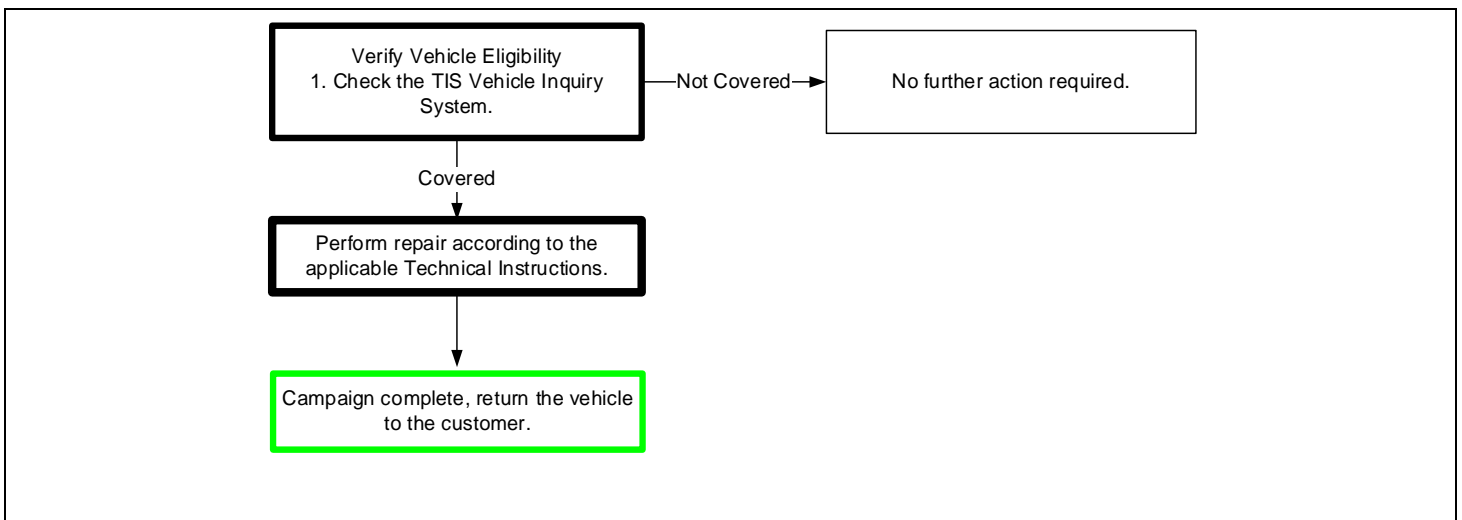 Verify Vehicle Eligibility
1. Check the TIS Vehicle Inquiry
System.
Not Covered
No further action required.
Covered
Perform repair according to the
applicable Technical Instructions.
Campaign complete, return the vehicle
to the customer.